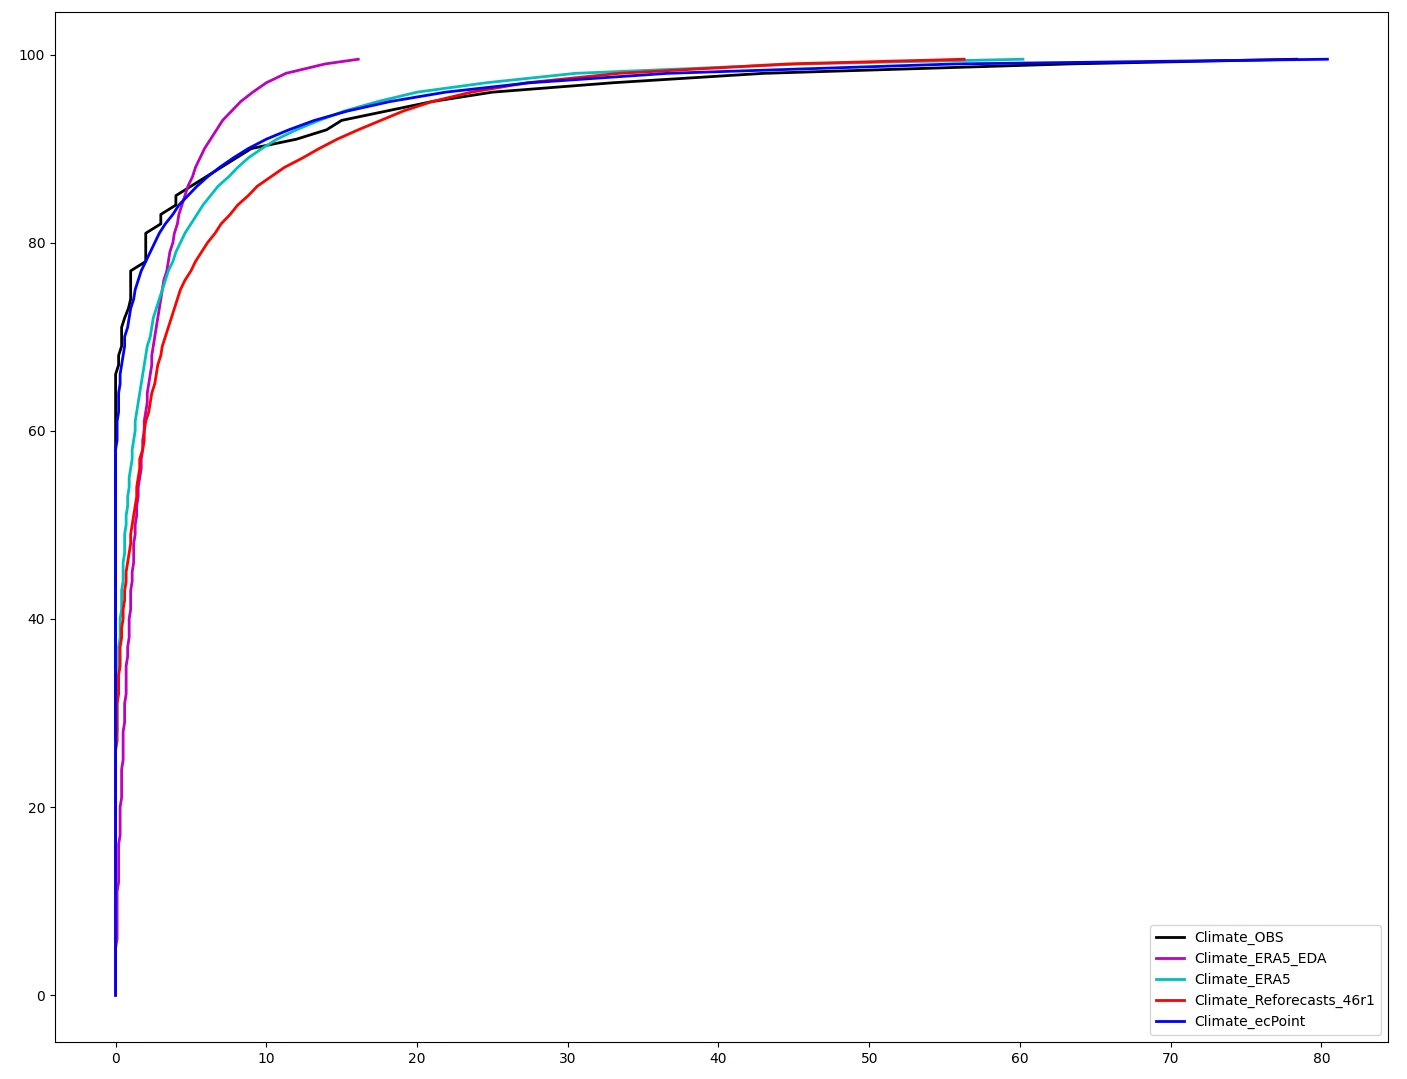 100
80
60
40
20
0
0 10 20 30 40 50 60 70 80
Climate_OBS
Climate_ERA5_EDA
Climate_ERA5
Climate_Reforecasts_46r1
Climate_ecPoint